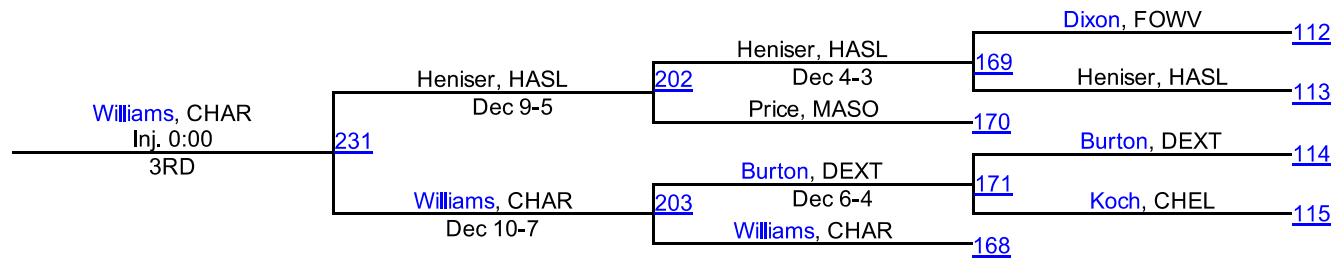 Dixon, FOWV
112
Heniser, HASL
169
Dec 4-3
Heniser, HASL
113
Heniser, HASL
202
Dec 9-5
Price, MASO
170
Williams, CHAR
Inj. 0:00
231
3RD
Burton, DEXT
114
Burton, DEXT
171
Dec 6-4
Koch, CHEL
115
Williams, CHAR
203
Dec 10-7
Williams, CHAR
168